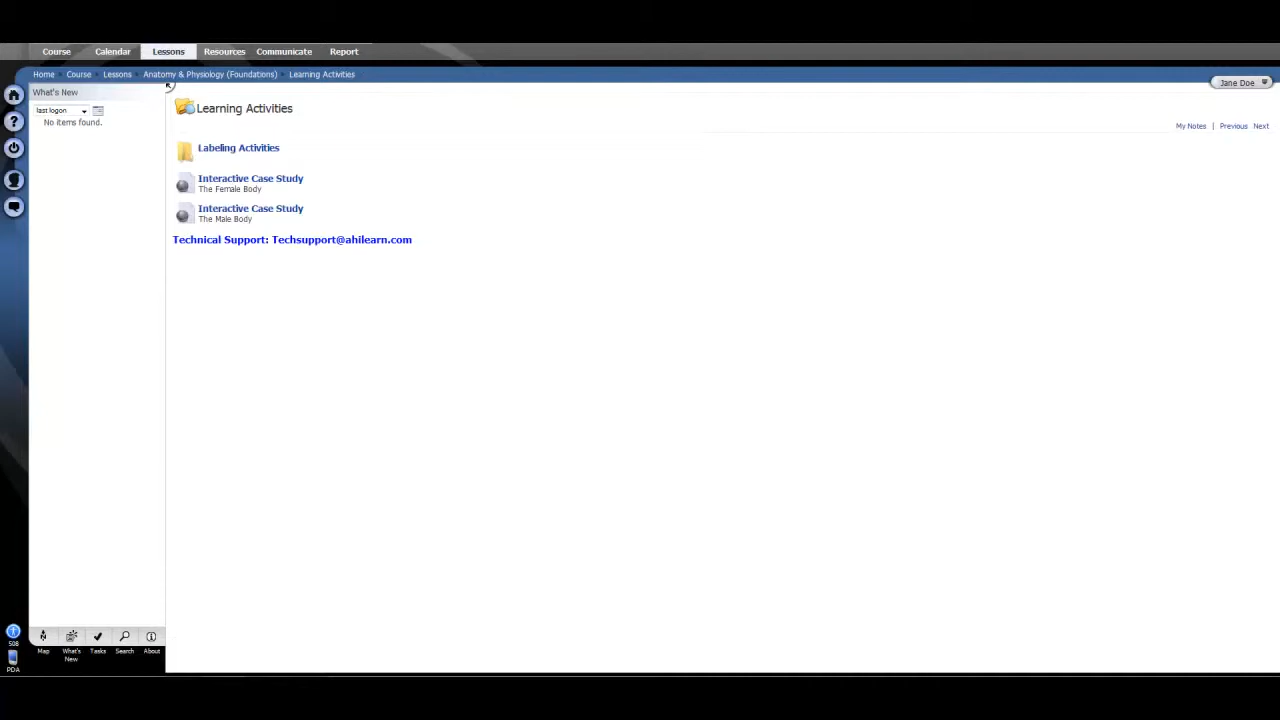 Course Calendar Lessons Resources Communicate Report
Home Course Lessons Anatomy & Physiology (Foundations) Learning Activities
Jane Doe
What's New
last logon
No items found.
Learning Activities
My Notes | Previous Next
Labeling Activities
Interactive Case Study
The Female Body
Interactive Case Study
The Male Body
Technical Support: Techsupport@ahilearn.com
508
PDA
Map What's New Tasks Search About